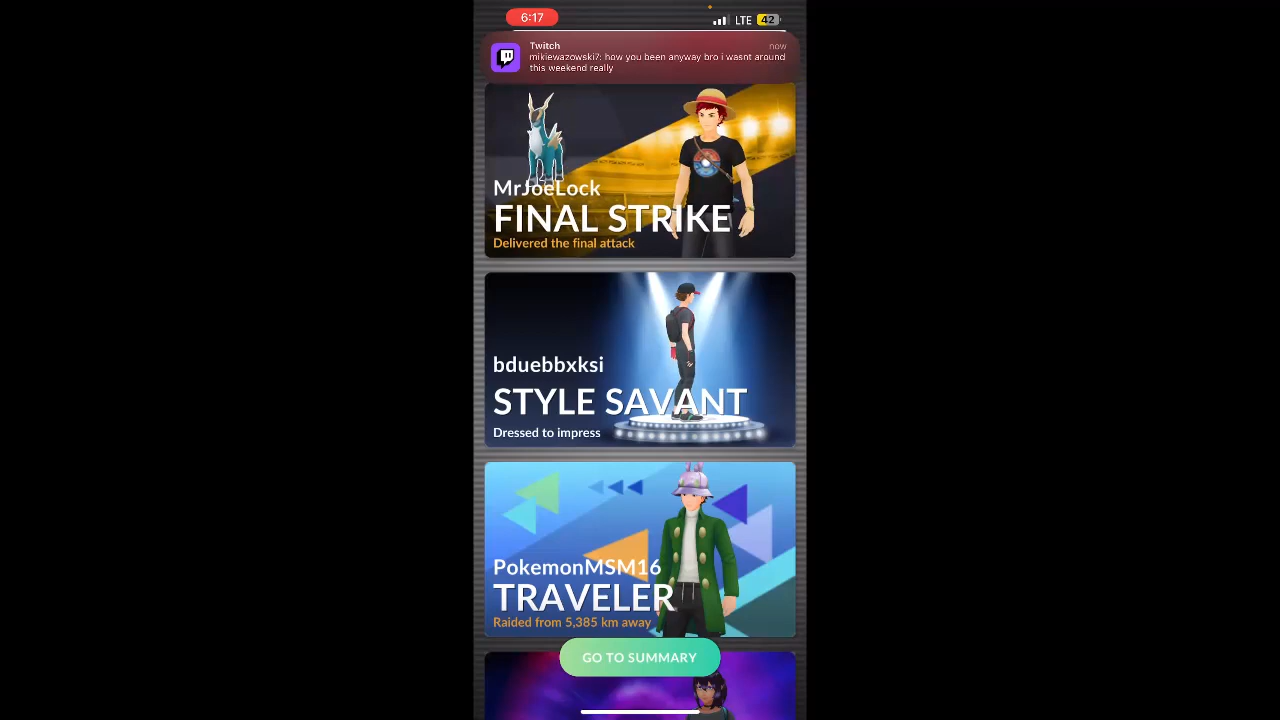 6:17
LTE
42
Twitch
now
mikiewazowski7: how you been anyway bro i wasnt around
this weekend really
MrJoeLock
FINAL STRIKE
Delivered the final attack
bduebbxksi
STYLE SAVANT
Dressed to impress
PokemonMSM16
TRAVELER
Raided from 5,385 km away
GO TO SUMMARY